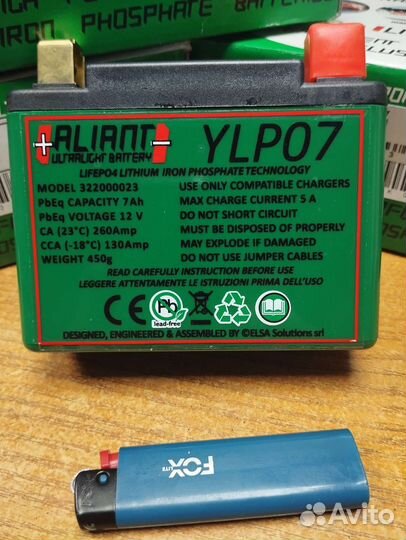 PHOSPHATE BATTERY
ALIANT YLP07
ULTRALIGHT BATTERY
LIFEPO4 LITHIUM IRON PHOSPHATE TECHNOLOGY
MODEL 322000023 USE ONLY COMPATIBLE CHARGERS
PbEq CAPACITY 7Ah MAX CHARGE CURRENT 5 A
PbEq VOLTAGE 12 V DO NOT SHORT CIRCUIT
CA (23°C) 260Amp MUST BE DISPOSED OF PROPERLY
CCA (-18°C) 130Amp MAY EXPLODE IF DAMAGED
WEIGHT 450g DO NOT USE JUMPER CABLES
READ CAREFULLY INSTRUCTION BEFORE USE
LEGGERE ATTENTAMENTE LE ISTRUZIONI PRIMA DELL'USO
CE Pb
lead-free
DESIGNED, ENGINEERED & ASSEMBLED BY ©ELSA Solutions srl
FOX
LITE
Avito